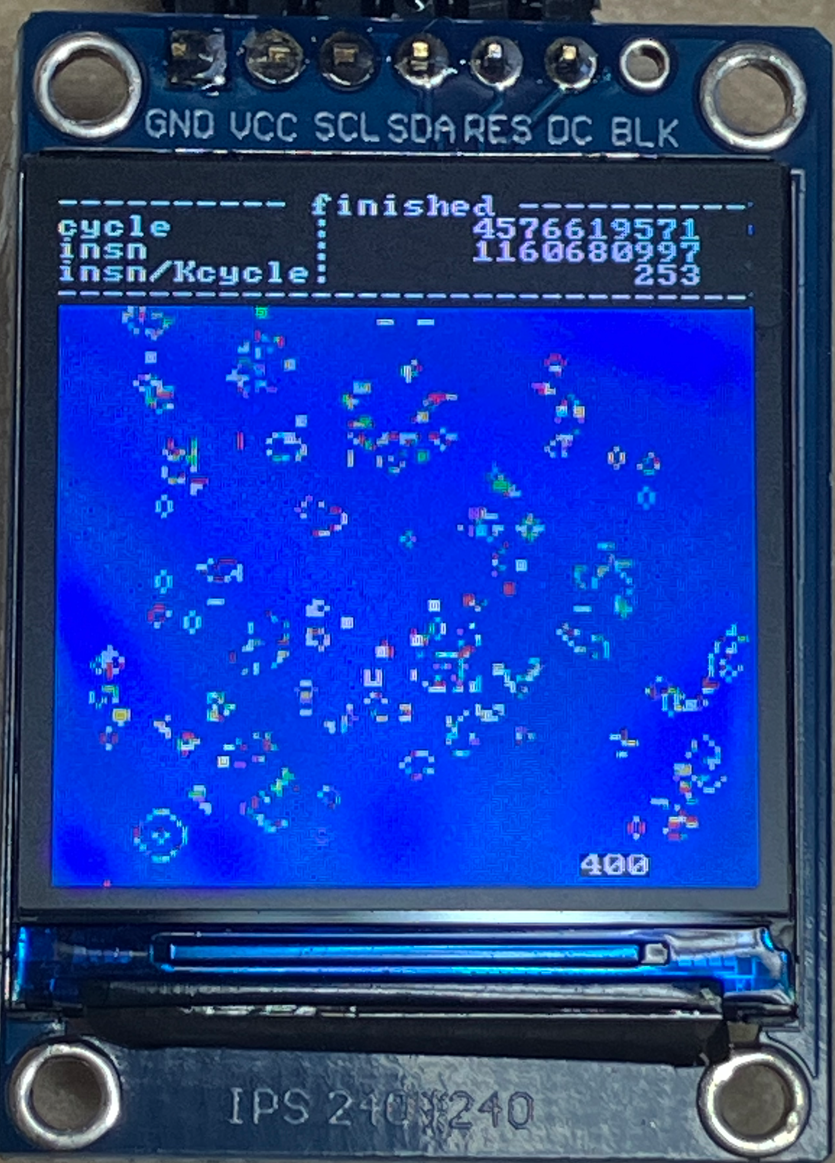 GND VCC SCL SDA RES DC BLK
---------- finished ----------
cycle : 4576619571
insn : 1160680997
insn/Kcycle: 253
-------------------------------
400
IPS 240X240